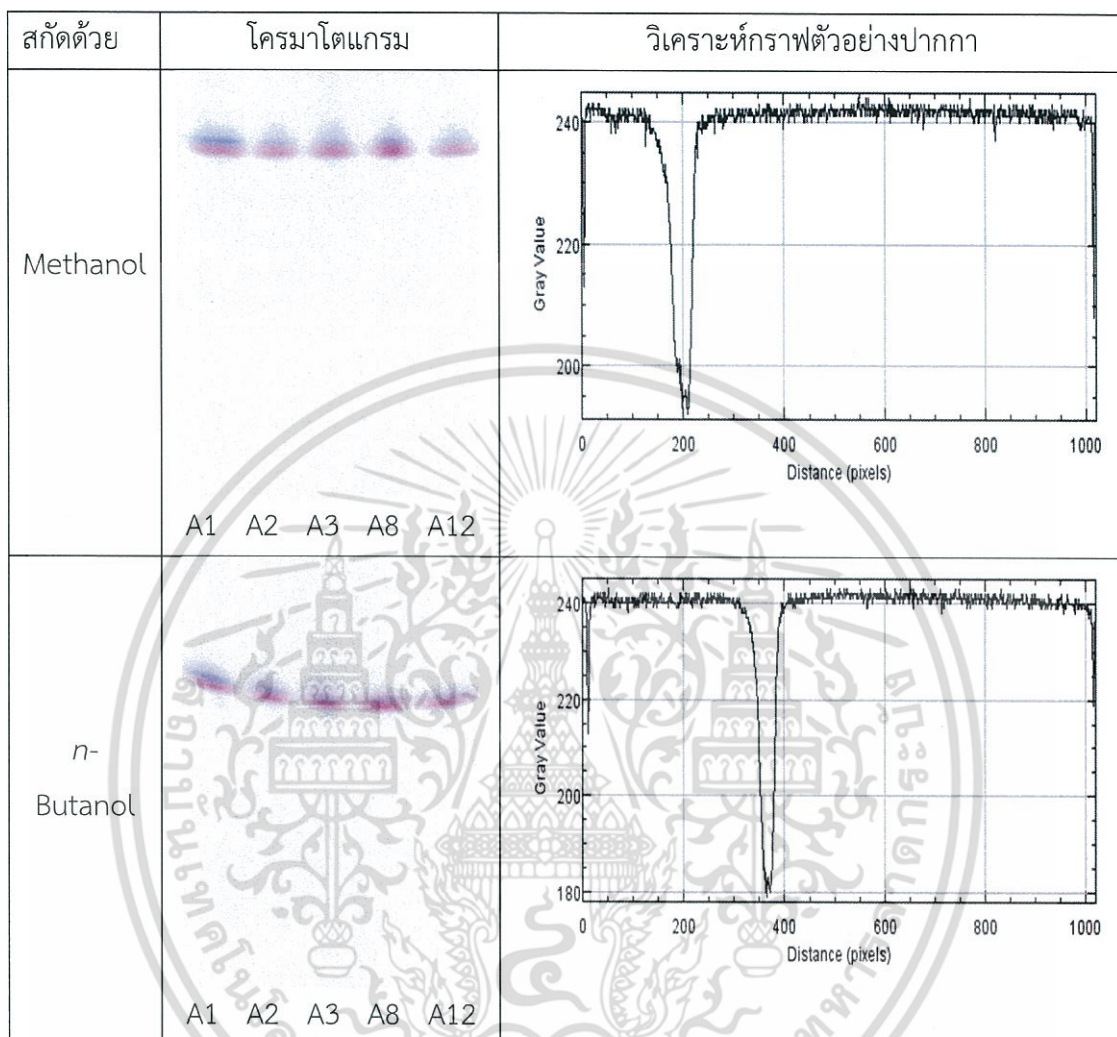 สกัดด้วย
โครมาโตแกรม
วิเคราะห์กราฟตัวอย่างปากกา
Methanol
A1 A2 A3 A8 A12
240
220
200
Gray Value
0 200 400 600 800 1000
Distance (pixels)
n-
Butanol
A1 A2 A3 A8 A12
240
220
200
180
Gray Value
0 200 400 600 800 1000
Distance (pixels)